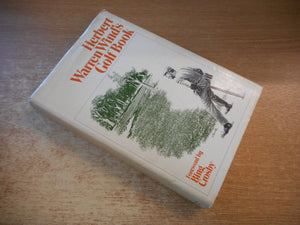 Herbert
Warren Wind's
Golf Book
Foreword by
Bing
Crosby